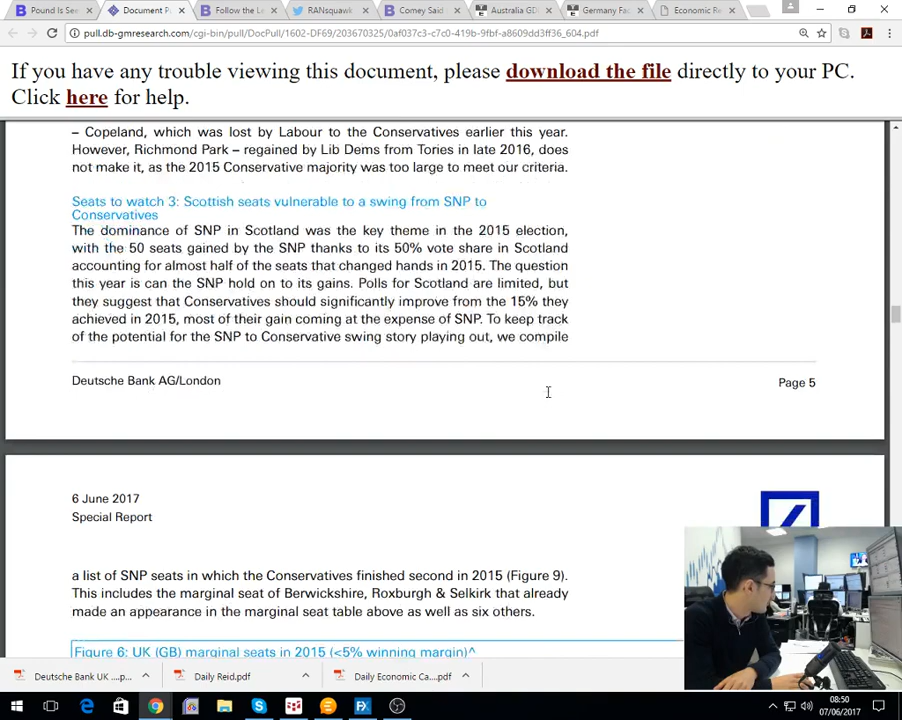 Pound Is See
Document P
Follow the Le
RANsquawk
Comey Said
Australia GD
Germany Fac
Economic Re
pull.db-gmresearch.com/cgi-bin/pull/DocPull/1602-DF69/203670325/0af037c3-c7c0-419b-9fbf-a8609dd3ff36_604.pdf
If you have any trouble viewing this document, please download the file directly to your PC.
Click here for help.
– Copeland, which was lost by Labour to the Conservatives earlier this year.
However, Richmond Park – regained by Lib Dems from Tories in late 2016, does
not make it, as the 2015 Conservative majority was too large to meet our criteria.
Seats to watch 3: Scottish seats vulnerable to a swing from SNP to
Conservatives
The dominance of SNP in Scotland was the key theme in the 2015 election,
with the 50 seats gained by the SNP thanks to its 50% vote share in Scotland
accounting for almost half of the seats that changed hands in 2015. The question
this year is can the SNP hold on to its gains. Polls for Scotland are limited, but
they suggest that Conservatives should significantly improve from the 15% they
achieved in 2015, most of their gain coming at the expense of SNP. To keep track
of the potential for the SNP to Conservative swing story playing out, we compile
Deutsche Bank AG/London
Page 5
6 June 2017
Special Report
a list of SNP seats in which the Conservatives finished second in 2015 (Figure 9).
This includes the marginal seat of Berwickshire, Roxburgh & Selkirk that already
made an appearance in the marginal seat table above as well as six others.
Figure 6: UK (GB) marginal seats in 2015 (<5% winning margin)^
Deutsche Bank UK ....p...
Daily Reid.pdf
Daily Economic Ca....pdf
08:50
07/06/2017